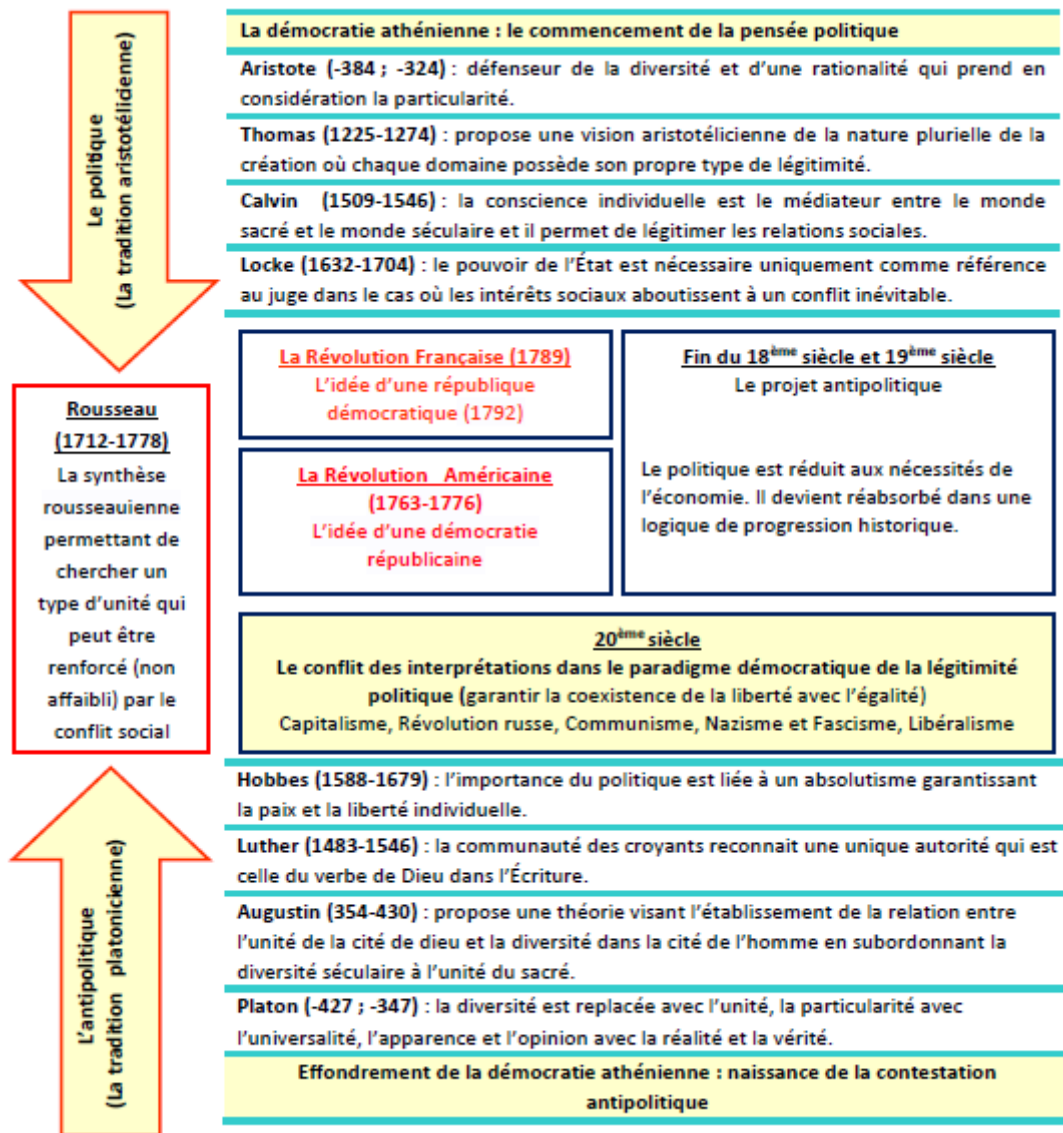 Le politique
(La tradition aristotélidenne)
La démocratie athénienne : le commencement de la pensée politique
Aristote (-384 ; -324) : défenseur de la diversité et d'une rationalité qui prend en
considération la particularité.
Thomas (1225-1274) : propose une vision aristotélicienne de la nature plurielle de la
création où chaque domaine possède son propre type de légitimité.
Calvin (1509-1546) : la conscience individuelle est le médiateur entre le monde
sacré et le monde séculaire et il permet de légitimer les relations sociales.
Locke (1632-1704) : le pouvoir de l'État est nécessaire uniquement comme référence
au juge dans le cas où les intérêts sociaux aboutissent à un conflit inévitable.
Rousseau
(1712-1778)
La synthèse
rousseauienne
permettant de
chercher un
type d'unité qui
peut être
renforcé (non
affaibli) par le
conflit social
La Révolution Française (1789)
L'idée d'une république
démocratique (1792)
La Révolution Américaine
(1763-1776)
L'idée d'une démocratie
républicaine
Fin du 18ème siècle et 19ème siècle
Le projet antipolitique
Le politique est réduit aux nécessités de
l'économie. Il devient réabsorbé dans une
logique de progression historique.
20ème siècle
Le conflit des interprétations dans le paradigme démocratique de la légitimité
politique (garantir la coexistence de la liberté avec l'égalité)
Capitalisme, Révolution russe, Communisme, Nazisme et Fascisme, Libéralisme
L'antipolitique
(La tradition platonicienne)
Hobbes (1588-1679) : l'importance du politique est liée à un absolutisme garantissant
la paix et la liberté individuelle.
Luther (1483-1546) : la communauté des croyants reconnait une unique autorité qui est
celle du verbe de Dieu dans l'Écriture.
Augustin (354-430) : propose une théorie visant l'établissement de la relation entre
l'unité de la cité de dieu et la diversité dans la cité de l'homme en subordonnant la
diversité séculaire à l'unité du sacré.
Platon (-427 ; -347) : la diversité est replacée avec l'unité, la particularité avec
l'universalité, l'apparence et l'opinion avec la réalité et la vérité.
Effondrement de la démocratie athénienne : naissance de la contestation
antipolitique